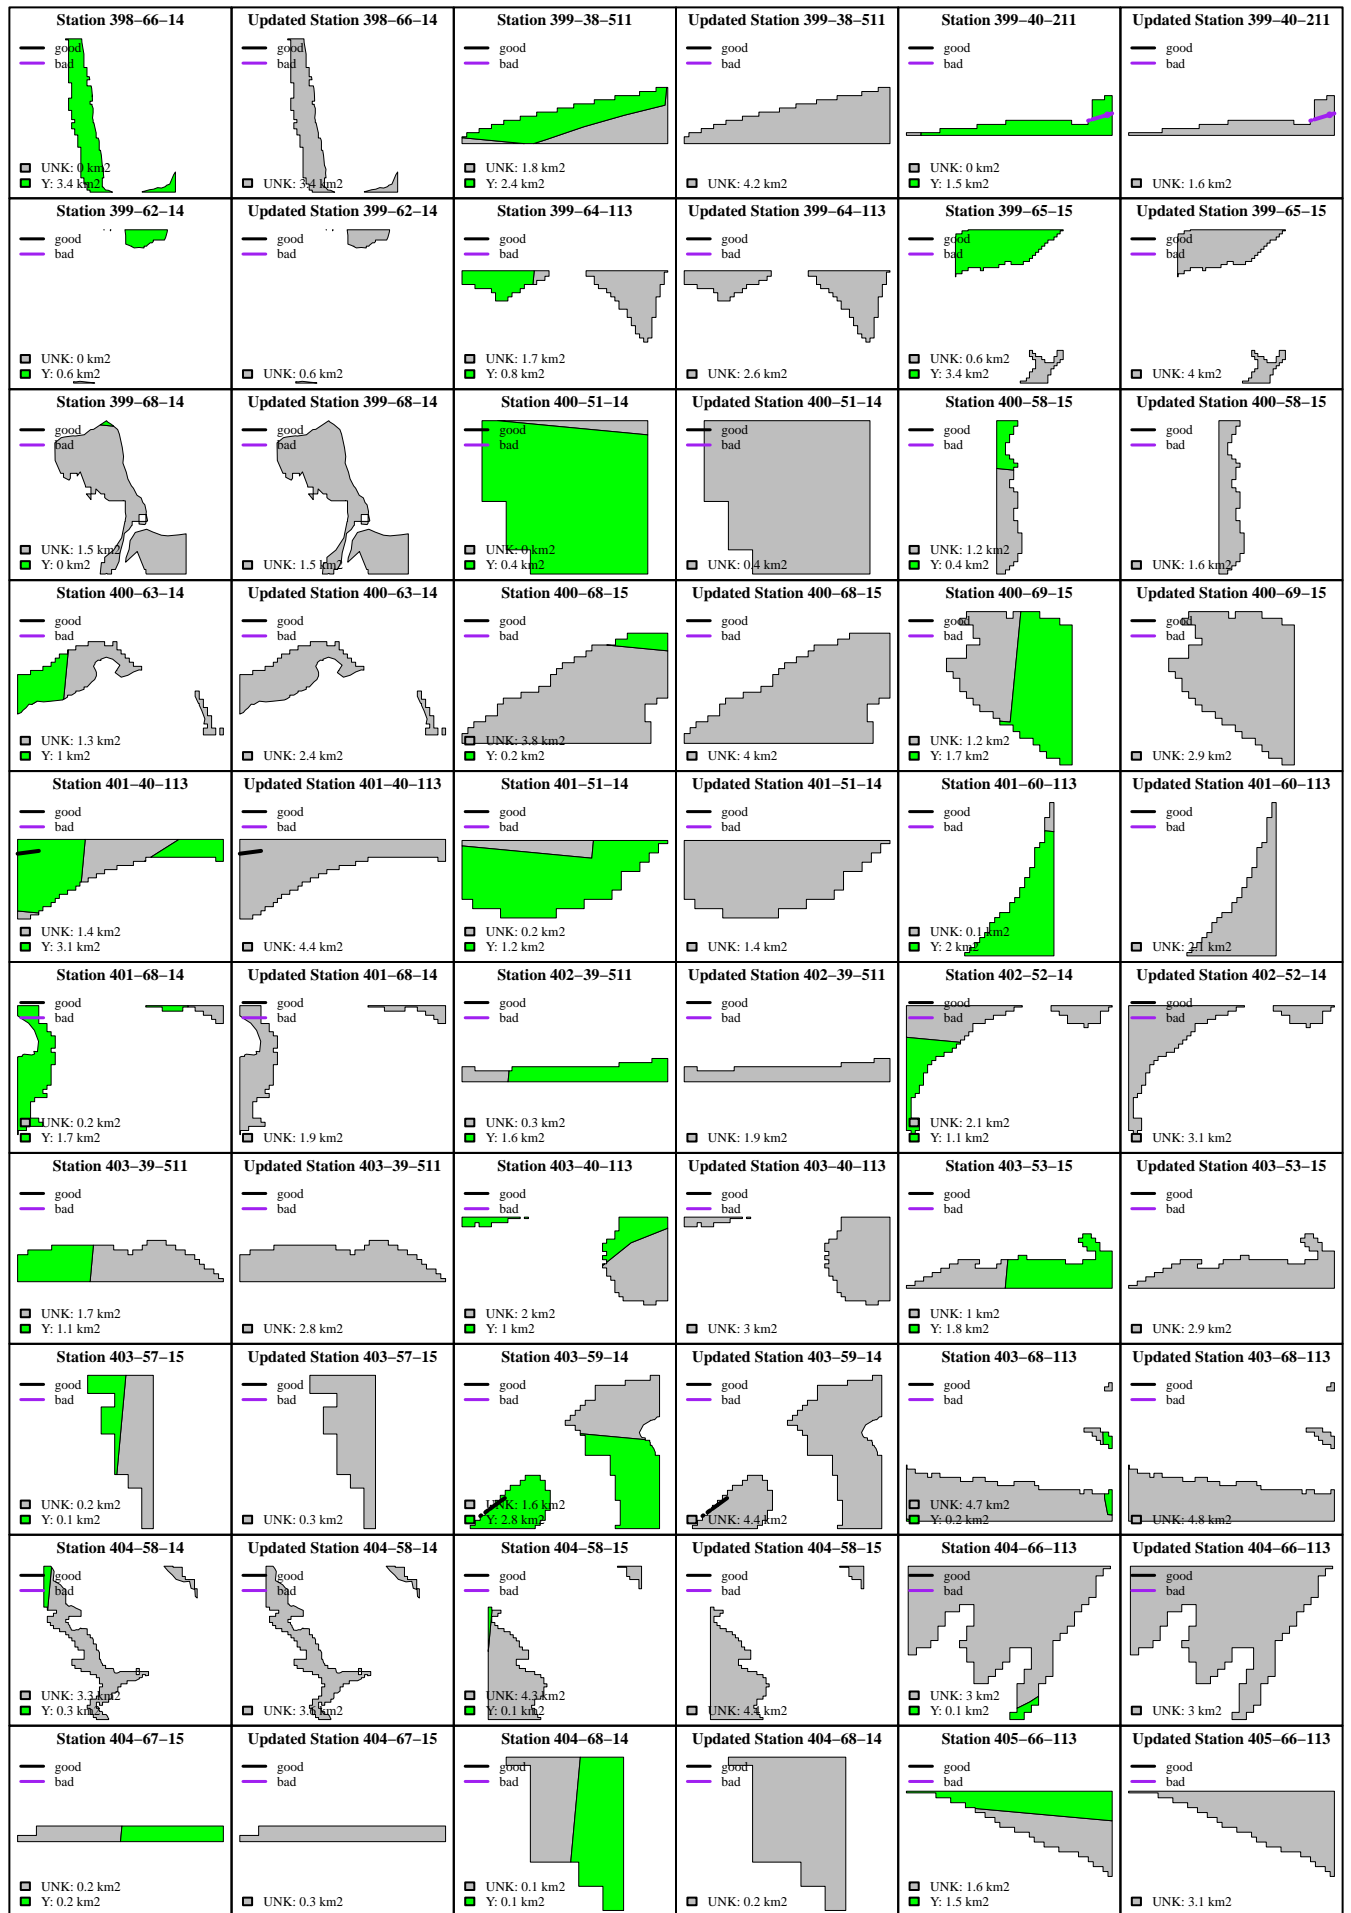 Station 398−66−14
good
bad
UNK: 0 km2
Y: 3.4 km2
Updated Station 398−66−14
good
bad
UNK: 3.4 km2
Station 399−38−511
good
bad
UNK: 1.8 km2
Y: 2.4 km2
Updated Station 399−38−511
good
bad
UNK: 4.2 km2
Station 399−40−211
good
bad
UNK: 0 km2
Y: 1.5 km2
Updated Station 399−40−211
good
bad
UNK: 1.6 km2
Station 399−62−14
good
bad
UNK: 0 km2
Y: 0.6 km2
Updated Station 399−62−14
good
bad
UNK: 0.6 km2
Station 399−64−113
good
bad
UNK: 1.7 km2
Y: 0.8 km2
Updated Station 399−64−113
good
bad
UNK: 2.6 km2
Station 399−65−15
good
bad
UNK: 0.6 km2
Y: 3.4 km2
Updated Station 399−65−15
good
bad
UNK: 4 km2
Station 399−68−14
good
bad
UNK: 1.5 km2
Y: 0 km2
Updated Station 399−68−14
good
bad
UNK: 1.5 km2
Station 400−51−14
good
bad
UNK: 0 km2
Y: 0.4 km2
Updated Station 400−51−14
good
bad
UNK: 0.4 km2
Station 400−58−15
good
bad
UNK: 1.2 km2
Y: 0.4 km2
Updated Station 400−58−15
good
bad
UNK: 1.6 km2
Station 400−63−14
good
bad
UNK: 1.3 km2
Y: 1 km2
Updated Station 400−63−14
good
bad
UNK: 2.4 km2
Station 400−68−15
good
bad
UNK: 3.8 km2
Y: 0.2 km2
Updated Station 400−68−15
good
bad
UNK: 4 km2
Station 400−69−15
good
bad
UNK: 1.2 km2
Y: 1.7 km2
Updated Station 400−69−15
good
bad
UNK: 2.9 km2
Station 401−40−113
good
bad
UNK: 1.4 km2
Y: 3.1 km2
Updated Station 401−40−113
good
bad
UNK: 4.4 km2
Station 401−51−14
good
bad
UNK: 0.2 km2
Y: 1.2 km2
Updated Station 401−51−14
good
bad
UNK: 1.4 km2
Station 401−60−113
good
bad
UNK: 0.1 km2
Y: 2 km2
Updated Station 401−60−113
good
bad
UNK: 2.1 km2
Station 401−68−14
good
bad
UNK: 0.2 km2
Y: 1.7 km2
Updated Station 401−68−14
good
bad
UNK: 1.9 km2
Station 402−39−511
good
bad
UNK: 0.3 km2
Y: 1.6 km2
Updated Station 402−39−511
good
bad
UNK: 1.9 km2
Station 402−52−14
good
bad
UNK: 2.1 km2
Y: 1.1 km2
Updated Station 402−52−14
good
bad
UNK: 3.1 km2
Station 403−39−511
good
bad
UNK: 1.7 km2
Y: 1.1 km2
Updated Station 403−39−511
good
bad
UNK: 2.8 km2
Station 403−40−113
good
bad
UNK: 2 km2
Y: 1 km2
Updated Station 403−40−113
good
bad
UNK: 3 km2
Station 403−53−15
good
bad
UNK: 1 km2
Y: 1.8 km2
Updated Station 403−53−15
good
bad
UNK: 2.9 km2
Station 403−57−15
good
bad
UNK: 0.2 km2
Y: 0.1 km2
Updated Station 403−57−15
good
bad
UNK: 0.3 km2
Station 403−59−14
good
bad
UNK: 1.6 km2
Y: 2.8 km2
Updated Station 403−59−14
good
bad
UNK: 4.4 km2
Station 403−68−113
good
bad
UNK: 4.7 km2
Y: 0.2 km2
Updated Station 403−68−113
good
bad
UNK: 4.8 km2
Station 404−58−14
good
bad
UNK: 3.3 km2
Y: 0.3 km2
Updated Station 404−58−14
good
bad
UNK: 3.6 km2
Station 404−58−15
good
bad
UNK: 4.3 km2
Y: 0.1 km2
Updated Station 404−58−15
good
bad
UNK: 4.4 km2
Station 404−66−113
good
bad
UNK: 3 km2
Y: 0.1 km2
Updated Station 404−66−113
good
bad
UNK: 3 km2
Station 404−67−15
good
bad
UNK: 0.2 km2
Y: 0.2 km2
Updated Station 404−67−15
good
bad
UNK: 0.3 km2
Station 404−68−14
good
bad
UNK: 0.1 km2
Y: 0.1 km2
Updated Station 404−68−14
good
bad
UNK: 0.2 km2
Station 405−66−113
good
bad
UNK: 1.6 km2
Y: 1.5 km2
Updated Station 405−66−113
good
bad
UNK: 3.1 km2